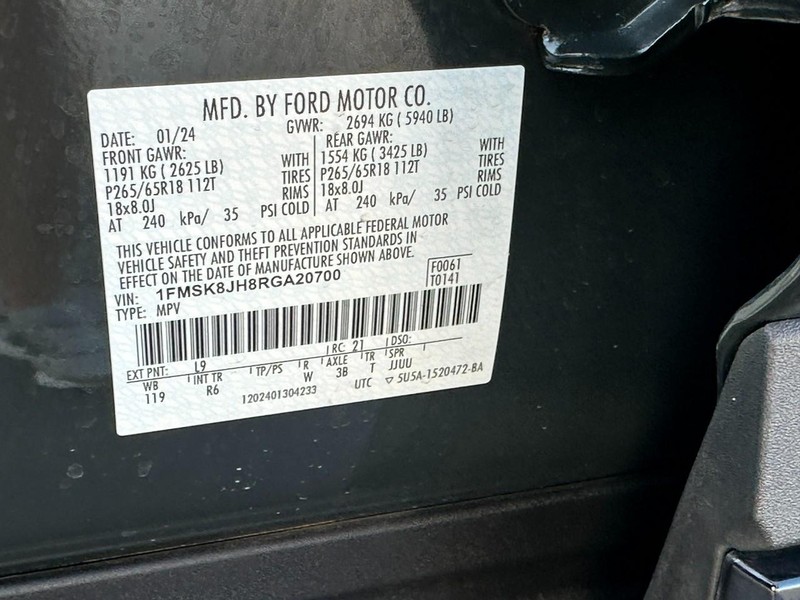 MFD. BY FORD MOTOR CO.
DATE: 01/24 GVWR: 2694 KG ( 5940 LB)
FRONT GAWR: REAR GAWR:
1191 KG ( 2625 LB) WITH 1554 KG ( 3425 LB) WITH
P265/65R18 112T TIRES P265/65R18 112T TIRES
18x8.0J RIMS 18x8.0J RIMS
AT 240 kPa/ 35 PSI COLD AT 240 kPa/ 35 PSI COLD
THIS VEHICLE CONFORMS TO ALL APPLICABLE FEDERAL MOTOR
VEHICLE SAFETY AND THEFT PREVENTION STANDARDS IN
EFFECT ON THE DATE OF MANUFACTURE SHOWN ABOVE.
VIN: 1FMSK8JH8RGA20700 F0061
TYPE: MPV T0141
EXT PNT: L9 RC: 21 DSO:
WB INT TR TP/PS R AXLE TR SPR
119 R6 W 3B T JJUU
1202401304233 UTC ▽ 5U5A-1520472-BA